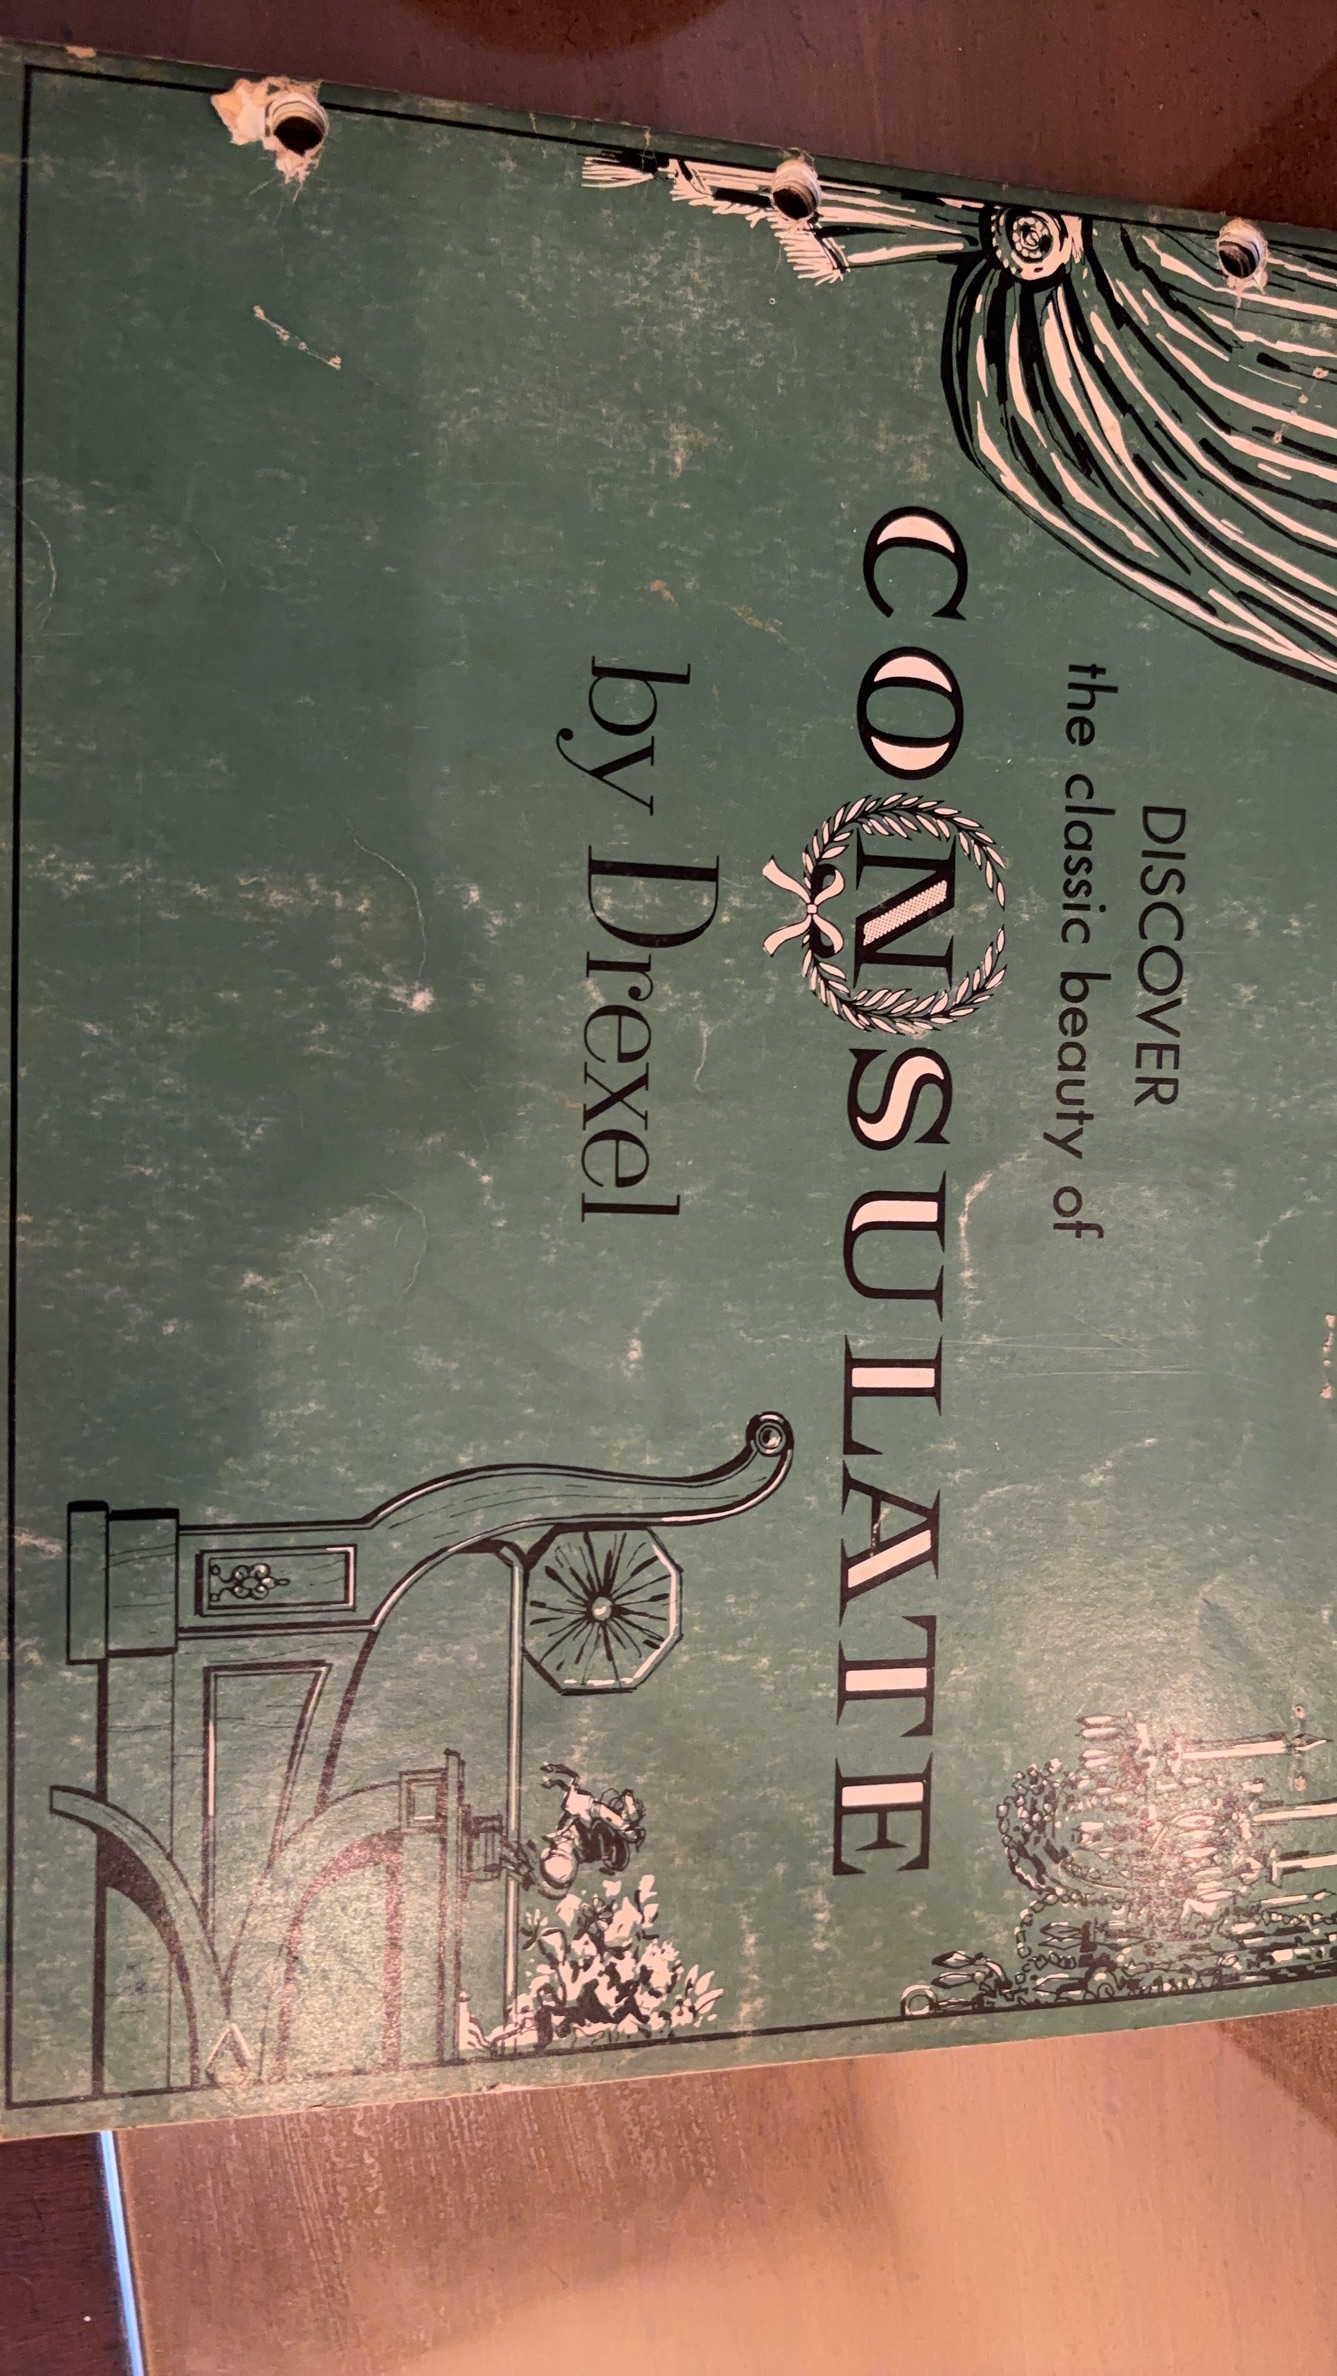 DISCOVER
the classic beauty of
CONSULATE
by Drexel